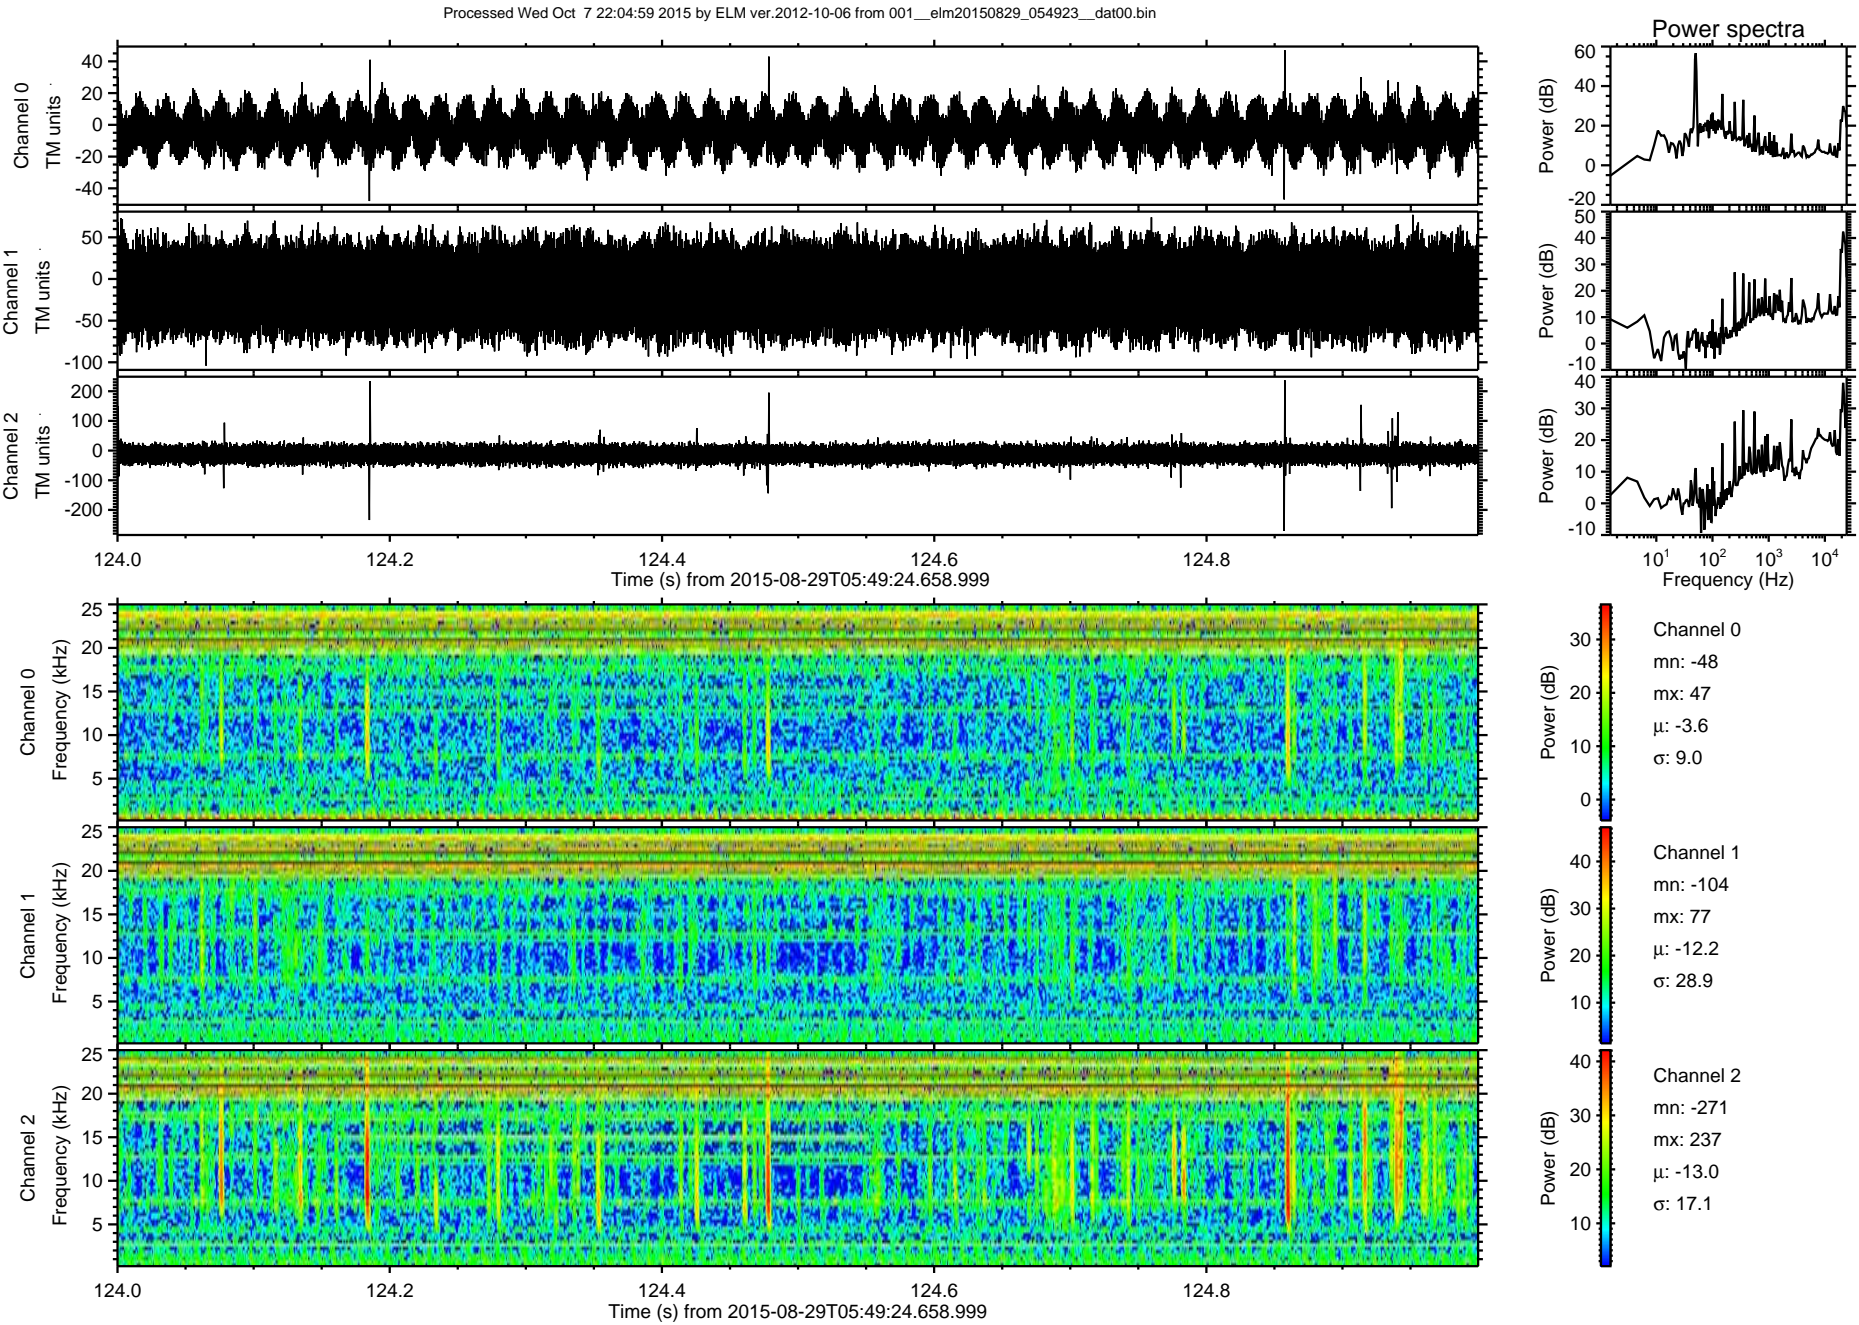 Processed Wed Oct 7 22:04:59 2015 by ELM ver.2012-10-06 from 001__elm20150829_054923__dat00.bin
Power spectra
Channel 0
TM units
40
20
0
-20
-40
Power (dB)
60
40
20
0
-20
Channel 1
TM units
50
0
-50
-100
Power (dB)
50
40
30
20
10
0
-10
Channel 2
TM units
200
100
0
-100
-200
Power (dB)
40
30
20
10
0
-10
124.0 124.2 124.4 124.6 124.8
Time (s) from 2015-08-29T05:49:24.658.999
10¹ 10² 10³ 10⁴
Frequency (Hz)
Channel 0
Frequency (kHz)
25
20
15
10
5
Power (dB)
30
20
10
0
Channel 0
mn: -48
mx: 47
μ: -3.6
σ: 9.0
Channel 1
Frequency (kHz)
25
20
15
10
5
Power (dB)
40
30
20
10
Channel 1
mn: -104
mx: 77
μ: -12.2
σ: 28.9
Channel 2
Frequency (kHz)
25
20
15
10
5
Power (dB)
40
30
20
10
Channel 2
mn: -271
mx: 237
μ: -13.0
σ: 17.1
124.0 124.2 124.4 124.6 124.8
Time (s) from 2015-08-29T05:49:24.658.999